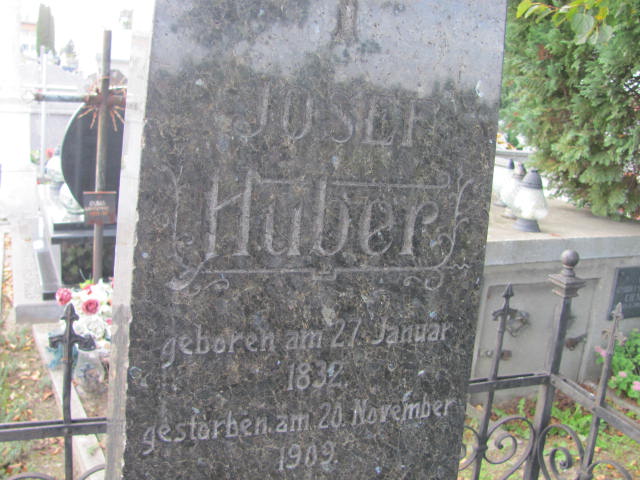 JOSEF
Huber
geboren am 27. Januar
1832.
gestorben am 20. November
1909.